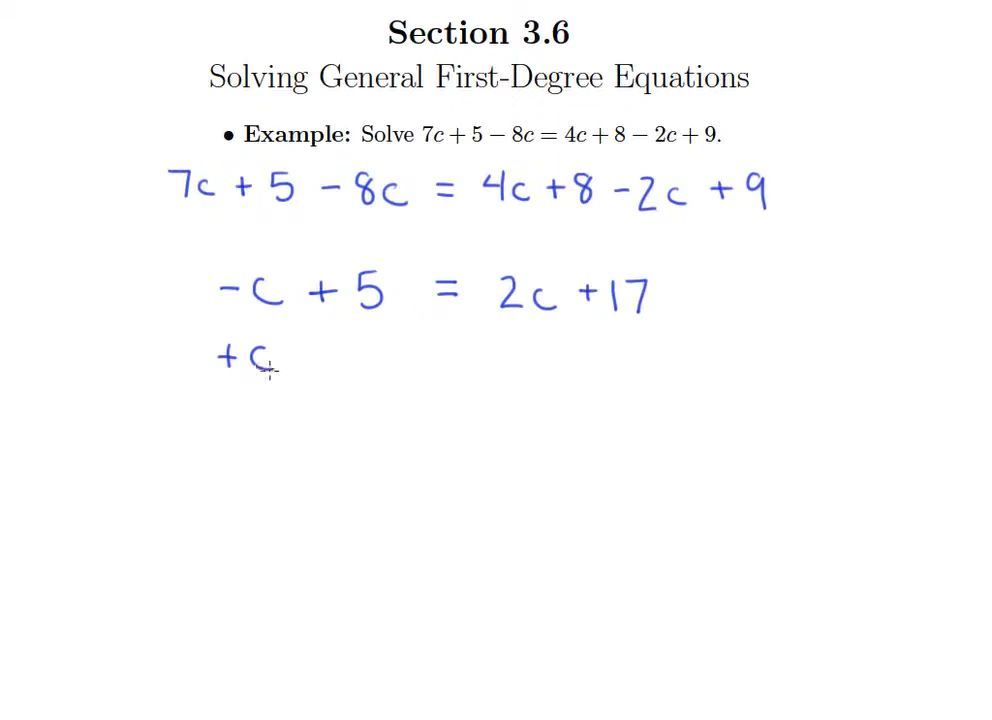 Section 3.6
Solving General First-Degree Equations
• Example: Solve 7c + 5 − 8c = 4c + 8 − 2c + 9.
7c + 5 - 8c = 4c + 8 - 2c + 9
-c + 5 = 2c + 17
+ c